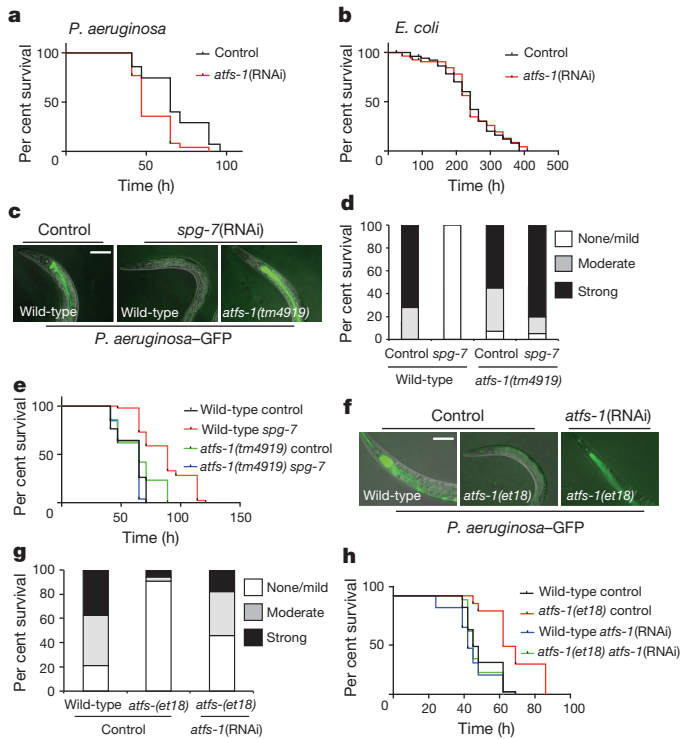 a
P. aeruginosa
Per cent survival
100
50
0 50 100
Time (h)
Control
atfs-1(RNAi)
b
E. coli
Per cent survival
100
50
0 100 200 300 400 500
Time (h)
Control
atfs-1(RNAi)
c
Control
spg-7(RNAi)
Wild-type
Wild-type
atfs-1(tm4919)
P. aeruginosa–GFP
d
Per cent survival
100
80
60
40
20
0
None/mild
Moderate
Strong
Control spg-7 Control spg-7
Wild-type atfs-1(tm4919)
e
Per cent survival
100
50
0 50 100 150
Time (h)
Wild-type control
Wild-type spg-7
atfs-1(tm4919) control
atfs-1(tm4919) spg-7
f
Control
atfs-1(RNAi)
Wild-type
atfs-1(et18)
atfs-1(et18)
P. aeruginosa–GFP
g
Per cent survival
100
80
60
40
20
0
None/mild
Moderate
Strong
Wild-type atfs-(et18) atfs-(et18)
Control atfs-1(RNAi)
h
Per cent survival
100
50
0 20 40 60 80 100
Time (h)
Wild-type control
atfs-1(et18) control
Wild-type atfs-1(RNAi)
atfs-1(et18) atfs-1(RNAi)